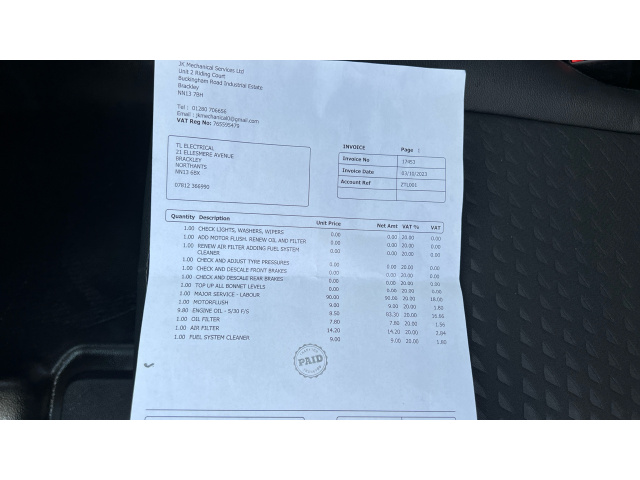 JK Mechanical Services Ltd
Unit 2 Riding Court
Buckingham Road Industrial Estate
Brackley
NN13 7BH
Tel : 01280 706656
Email : jkmechanical@gmail.com
VAT Reg No: 765595475
TL ELECTRICAL
21 ELLESMERE AVENUE
BRACKLEY
NORTHANTS
NN13 6BX
07812 366990
INVOICE Page 1
Invoice No 17453
Invoice Date 03/10/2023
Account Ref ZTL001
Quantity Description Unit Price Net Amt VAT % VAT
1.00 CHECK LIGHTS, WASHERS, WIPERS 0.00 0.00 20.00 0.00
1.00 ADD MOTOR FLUSH. RENEW OIL AND FILTER 0.00 0.00 20.00 0.00
1.00 RENEW AIR FILTER ADDING FUEL SYSTEM CLEANER 0.00 0.00 20.00 0.00
1.00 CHECK AND ADJUST TYRE PRESSURES 0.00 0.00 20.00 0.00
1.00 CHECK AND DESCALE FRONT BRAKES 0.00 0.00 20.00 0.00
1.00 CHECK AND DESCALE REAR BRAKES 0.00 0.00 20.00 0.00
1.00 TOP UP ALL BONNET LEVELS 0.00 0.00 20.00 0.00
1.00 MAJOR SERVICE - LABOUR 90.00 90.00 20.00 18.00
1.00 MOTORFLUSH 9.00 9.00 20.00 1.80
9.80 ENGINE OIL - 5/30 F/S 8.50 83.30 20.00 16.66
1.00 OIL FILTER 7.80 7.80 20.00 1.56
1.00 AIR FILTER 14.20 14.20 20.00 2.84
1.00 FUEL SYSTEM CLEANER 9.00 9.00 20.00 1.80
PAID